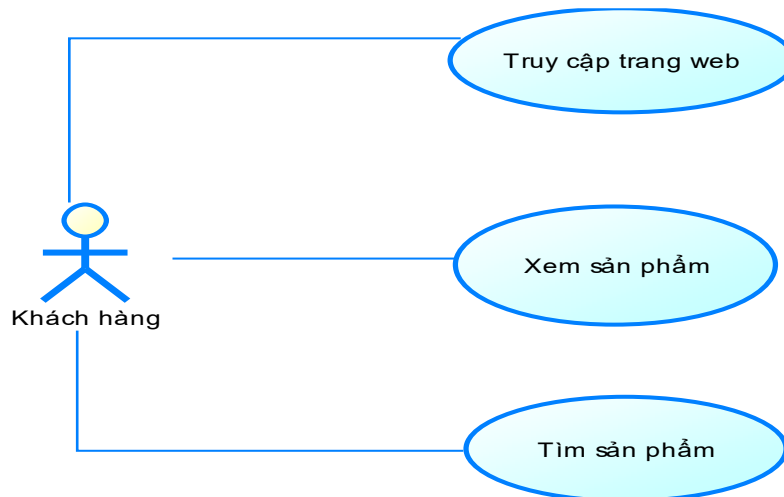 Truy cập trang web
Xem sản phẩm
Khách hàng
Tìm sản phẩm